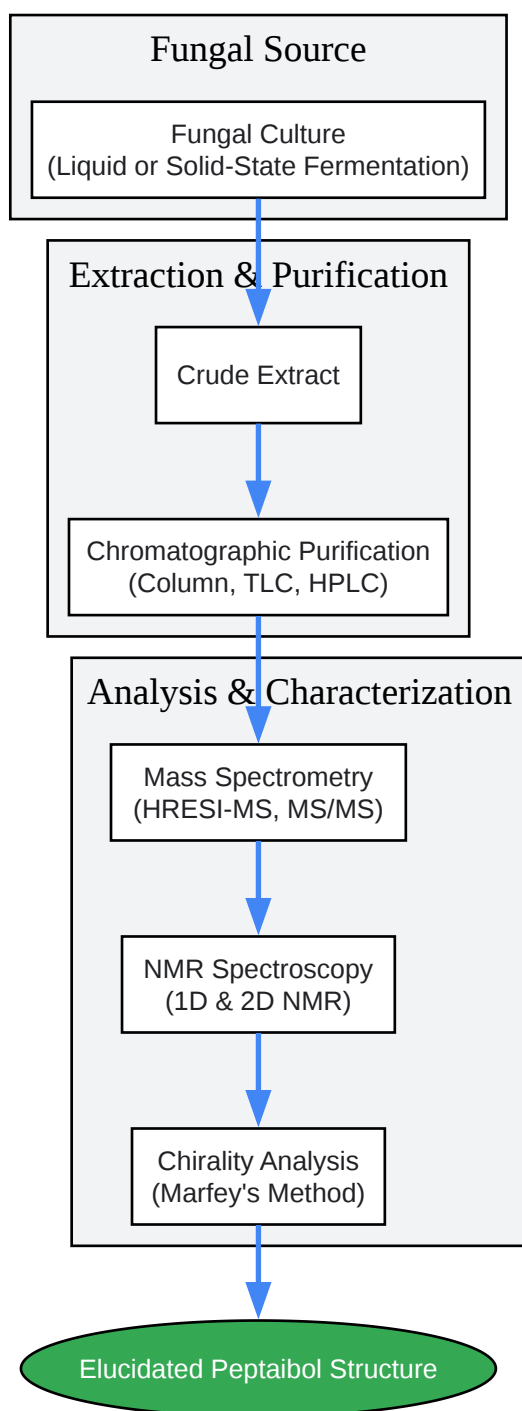 Fungal Source
Fungal Culture
(Liquid or Solid-State Fermentation)
Extraction & Purification
Crude Extract
Chromatographic Purification
(Column, TLC, HPLC)
Analysis & Characterization
Mass Spectrometry
(HRESI-MS, MS/MS)
NMR Spectroscopy
(1D & 2D NMR)
Chirality Analysis
(Marfey's Method)
Elucidated Peptaibol Structure